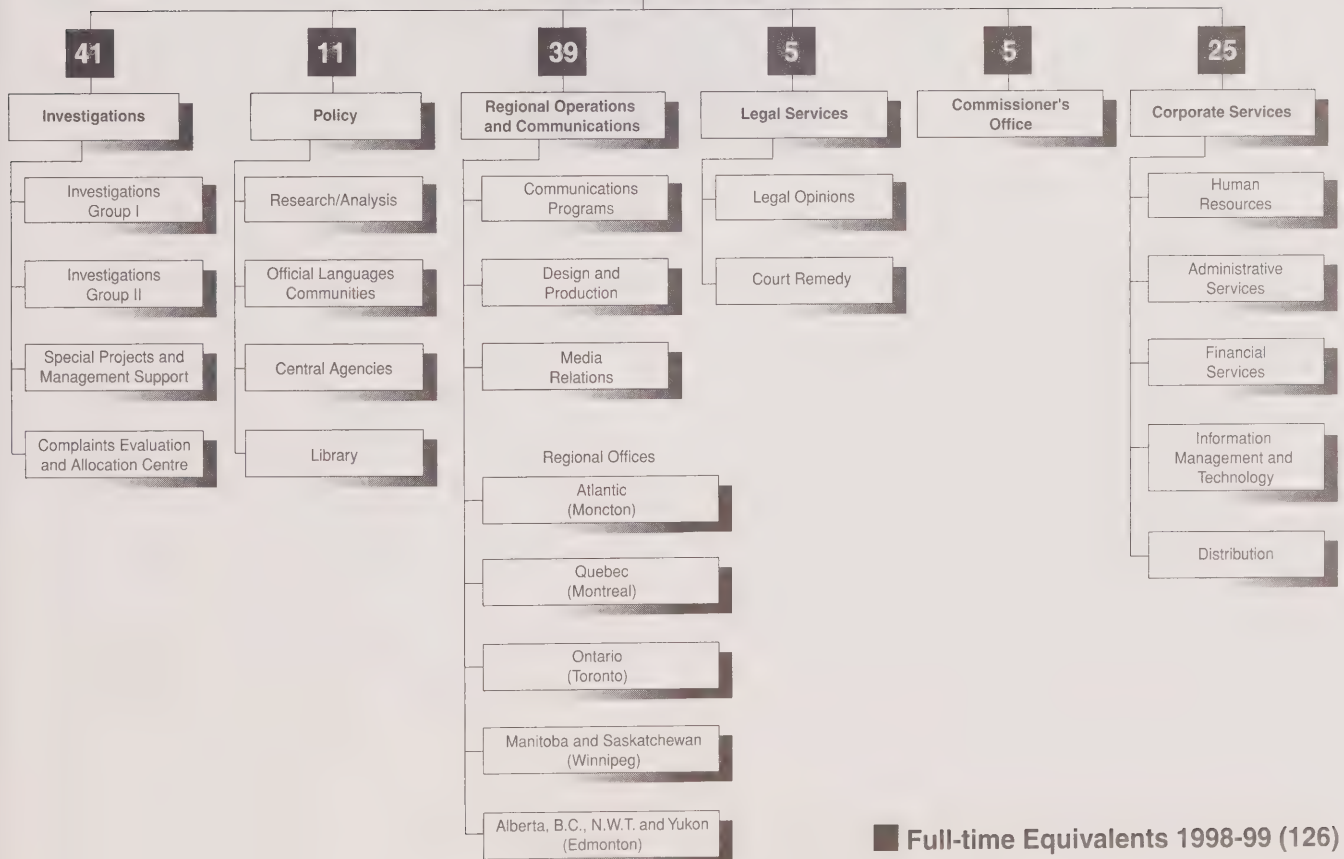 41
Investigations
Investigations
Group I
Investigations
Group II
Special Projects and
Management Support
Complaints Evaluation
and Allocation Centre
11
Policy
Research/Analysis
Official Languages
Communities
Central Agencies
Library
39
Regional Operations
and Communications
Communications
Programs
Design and
Production
Media
Relations
Regional Offices
Atlantic
(Moncton)
Quebec
(Montreal)
Ontario
(Toronto)
Manitoba and Saskatchewan
(Winnipeg)
Alberta, B.C., N.W.T. and Yukon
(Edmonton)
5
Legal Services
Legal Opinions
Court Remedy
5
Commissioner's
Office
25
Corporate Services
Human
Resources
Administrative
Services
Financial
Services
Information
Management and
Technology
Distribution
Full-time Equivalents 1998-99 (126)